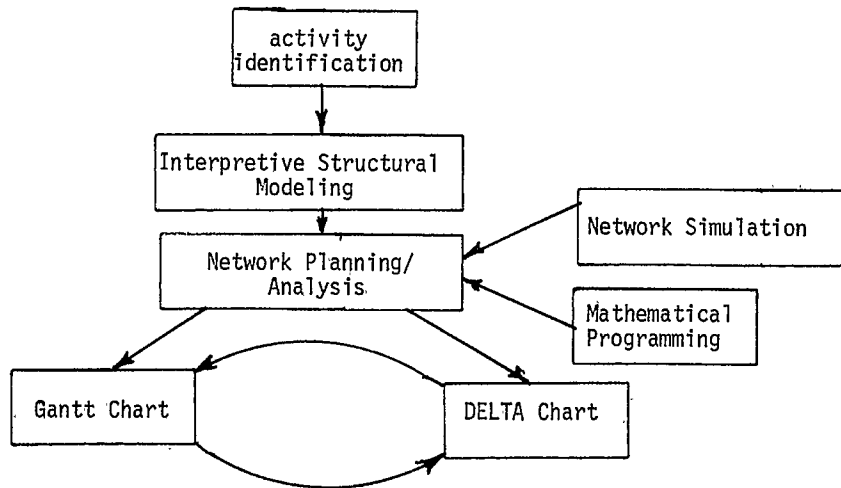 activity
identification
Interpretive Structural
Modeling
Network Planning/
Analysis
Network Simulation
Mathematical
Programming
Gantt Chart
DELTA Chart